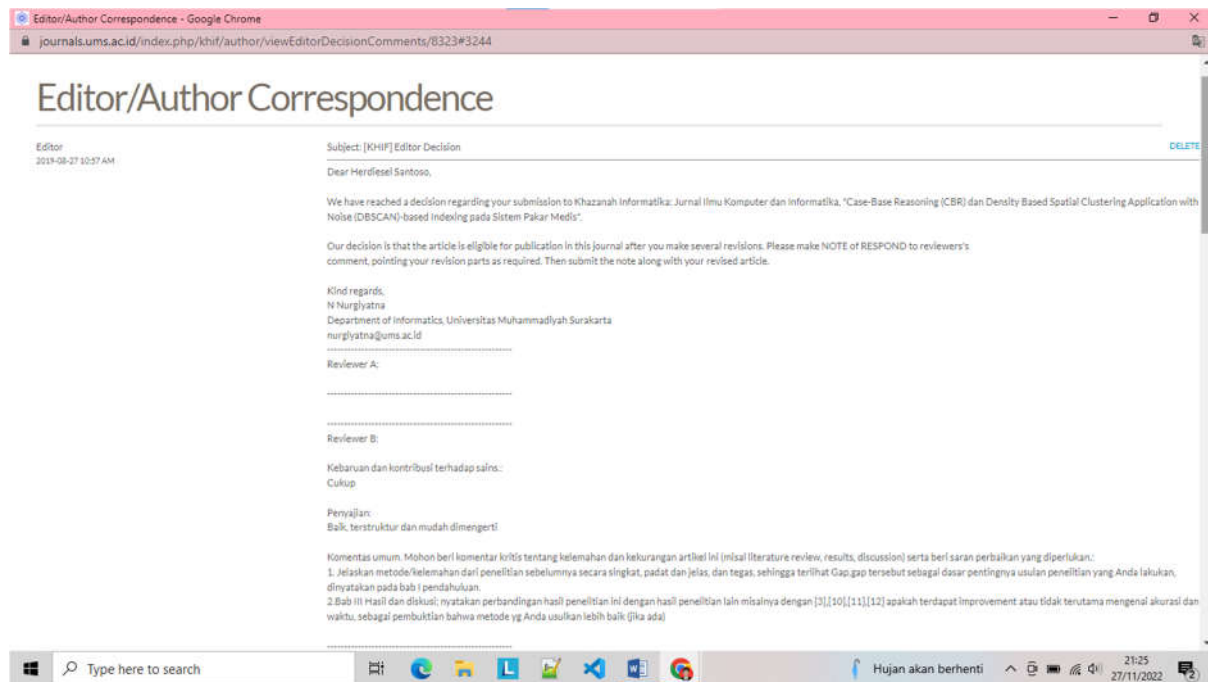 Editor/Author Correspondence - Google Chrome
journals.ums.ac.id/index.php/khif/author/viewEditorDecisionComments/8323#3244
Editor/Author Correspondence
Editor
2019-08-27 10:57 AM
Subject: [KHIF] Editor Decision
DELETE
Dear Herdiesel Santoso,
We have reached a decision regarding your submission to Khazanah Informatika: Jurnal Ilmu Komputer dan Informatika, "Case-Base Reasoning (CBR) dan Density Based Spatial Clustering Application with
Noise (DBSCAN)-based Indexing pada Sistem Pakar Medis".
Our decision is that the article is eligible for publication in this journal after you make several revisions. Please make NOTE of RESPOND to reviewers's
comment, pointing your revision parts as required. Then submit the note along with your revised article.
Kind regards,
N Nurgiyatna
Department of Informatics, Universitas Muhammadiyah Surakarta
nurgiyatna@ums.ac.id
------------------------------------------------------
Reviewer A:
------------------------------------------------------
------------------------------------------------------
Reviewer B:
Kebaruan dan kontribusi terhadap sains.:
Cukup
Penyajian:
Baik, terstruktur dan mudah dimengerti
Komentas umum. Mohon beri komentar kritis tentang kelemahan dan kekurangan artikel ini (misal literature review, results, discussion) serta beri saran perbaikan yang diperlukan.:
1. Jelaskan metode/kelemahan dari penelitian sebelumnya secara singkat, padat dan jelas, dan tegas, sehingga terlihat Gap,gap tersebut sebagai dasar pentingnya usulan peneiltian yang Anda lakukan,
dinyatakan pada bab I pendahuluan.
2.Bab III Hasil dan diskusi; nyatakan perbandingan hasil penelitian ini dengan hasil penelitian lain misalnya dengan [3],[10],[11],[12] apakah terdapat improvement atau tidak terutama mengenai akurasi dan
waktu, sebagai pembuktian bahwa metode yg Anda usulkan lebih baik (jika ada)
------------------------------------------------------
Type here to search
Hujan akan berhenti
21:25
27/11/2022